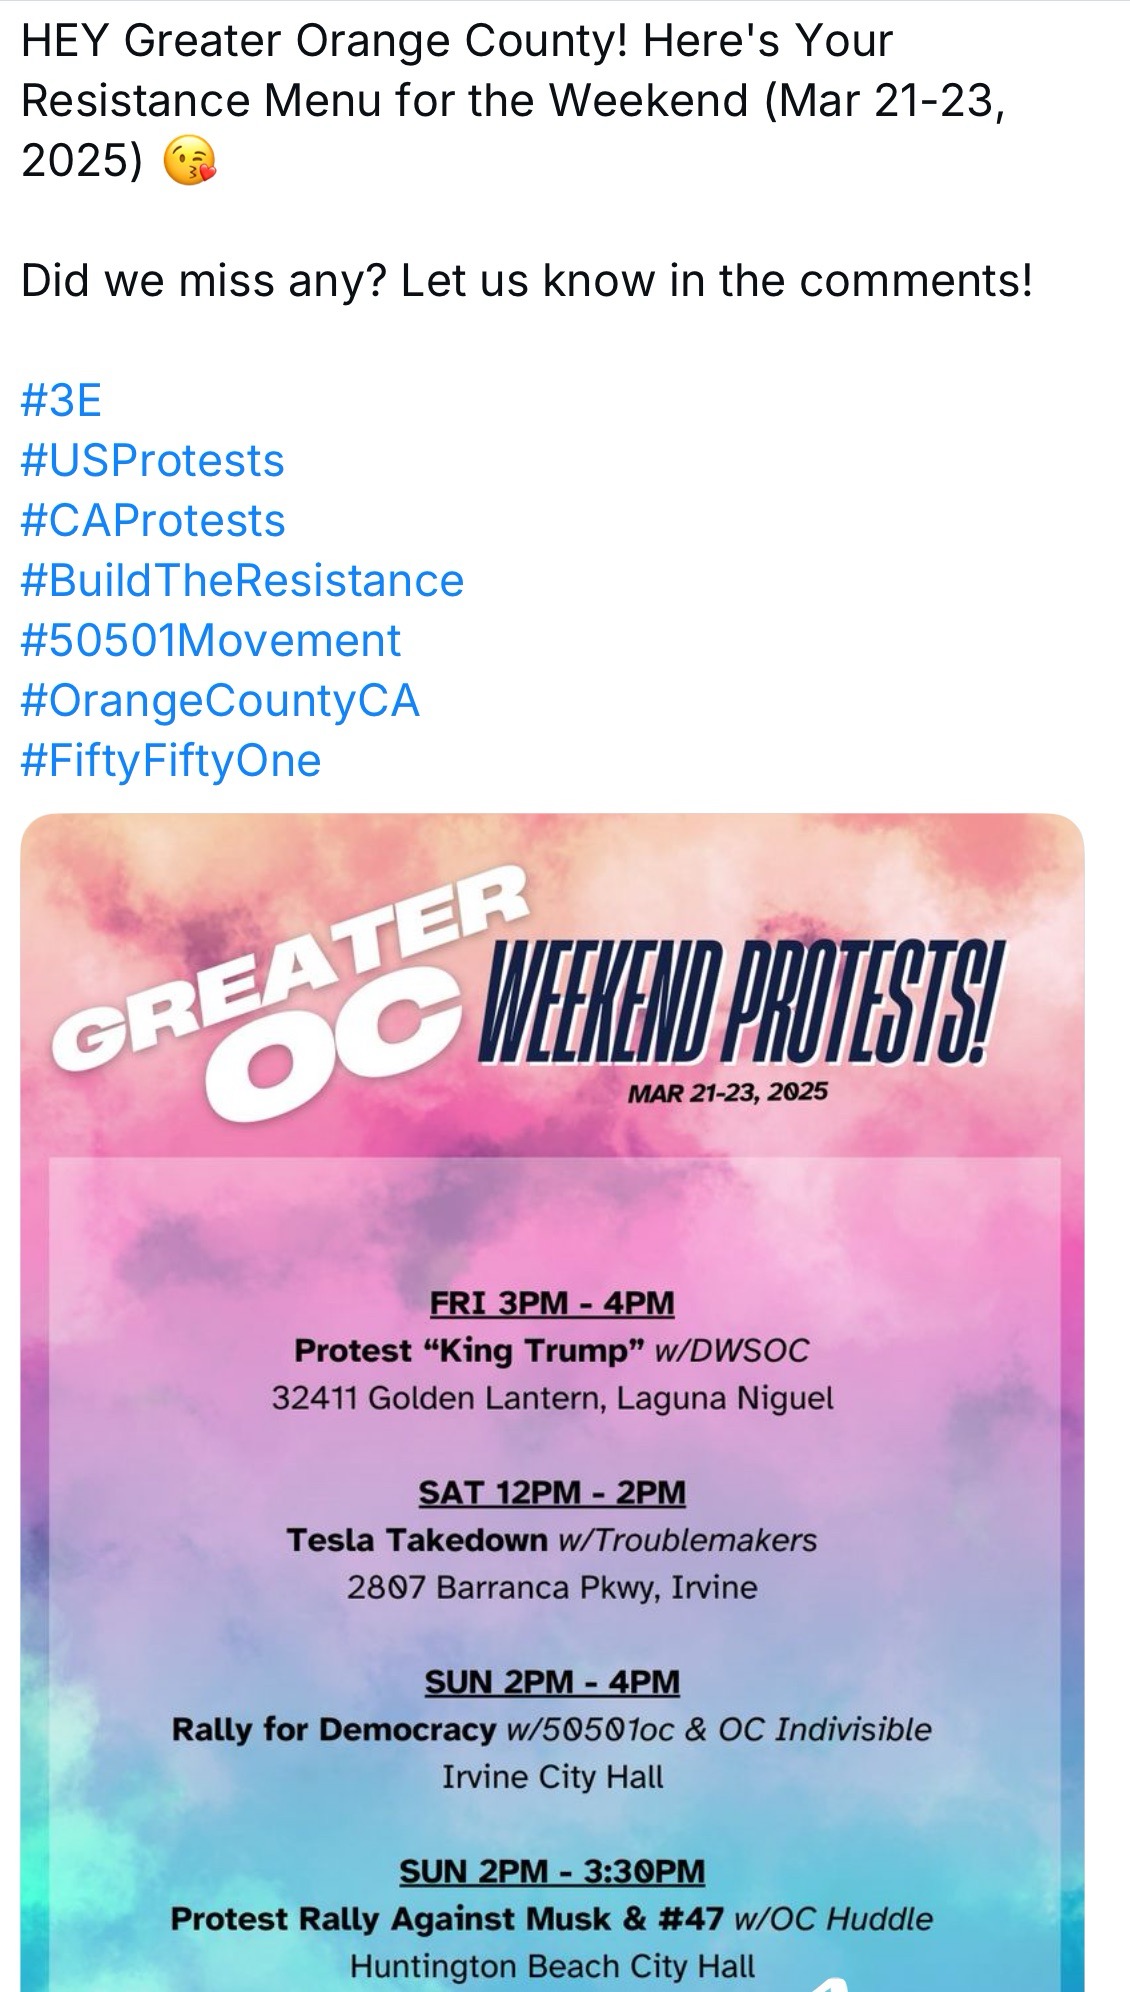 HEY Greater Orange County! Here's Your
Resistance Menu for the Weekend (Mar 21-23,
2025) 😘
Did we miss any? Let us know in the comments!
#3E
#USProtests
#CAProtests
#BuildTheResistance
#50501Movement
#OrangeCountyCA
#FiftyFiftyOne
GREATER
OC
WEEKEND PROTESTS!
MAR 21-23, 2025
FRI 3PM - 4PM
Protest “King Trump” w/DWSOC
32411 Golden Lantern, Laguna Niguel
SAT 12PM - 2PM
Tesla Takedown w/Troublemakers
2807 Barranca Pkwy, Irvine
SUN 2PM - 4PM
Rally for Democracy w/50501oc & OC Indivisible
Irvine City Hall
SUN 2PM - 3:30PM
Protest Rally Against Musk & #47 w/OC Huddle
Huntington Beach City Hall